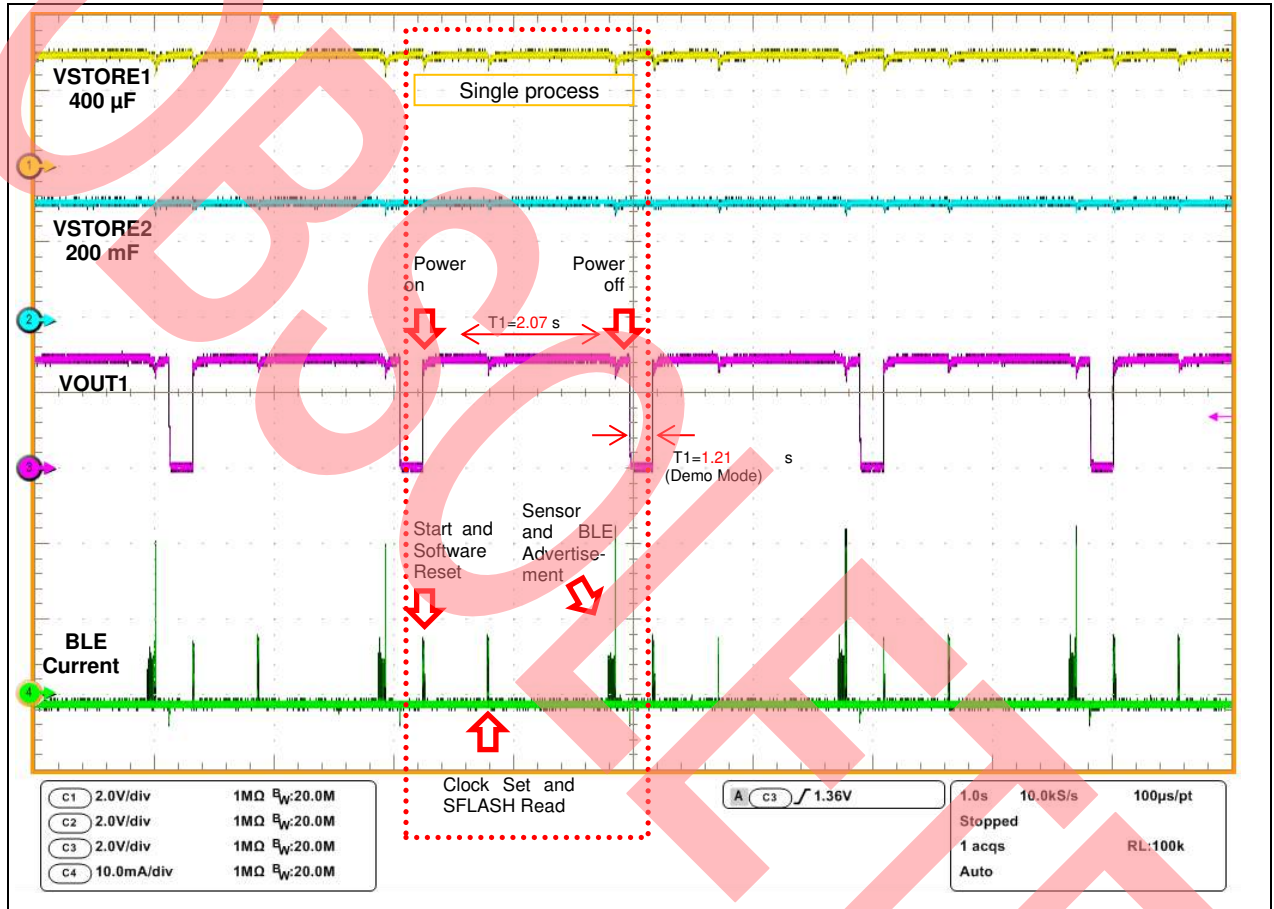 VSTORE1
400 µF
Single process
1
VSTORE2
200 mF
Power
on
Power
off
2
T1=2.07 s
VOUT1
3
T1=1.21 s
(Demo Mode)
Start and
Software
Reset
Sensor
and BLE
Advertise-
ment
BLE
Current
4
Clock Set and
SFLASH Read
C1 2.0V/div 1MΩ BW:20.0M
C2 2.0V/div 1MΩ BW:20.0M
C3 2.0V/div 1MΩ BW:20.0M
C4 10.0mA/div 1MΩ BW:20.0M
A C3 1.36V
1.0s 10.0kS/s 100µs/pt
Stopped
1 acqs RL:100k
Auto
OBSOLETE